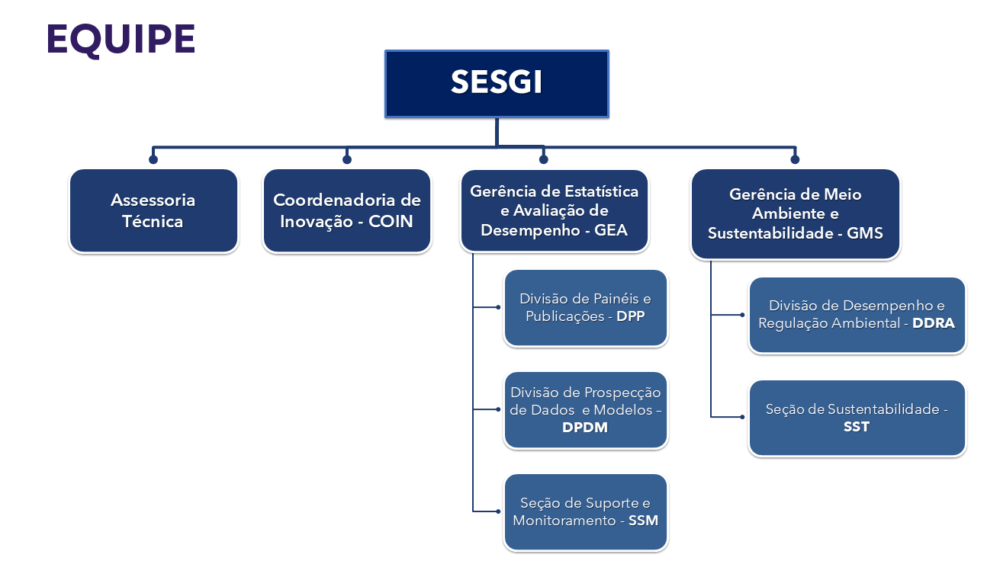 EQUIPE
SESGI
Assessoria
Técnica
Coordenadoria de
Inovação - COIN
Gerência de Estatística
e Avaliação de
Desempenho - GEA
Gerência de Meio
Ambiente e
Sustentabilidade - GMS
Divisão de Painéis e
Publicações - DPP
Divisão de Prospecção
de Dados  e Modelos –
DPDM
Seção de Suporte e
Monitoramento - SSM
Divisão de Desempenho e
Regulação Ambiental - DDRA
Seção de Sustentabilidade -
SST